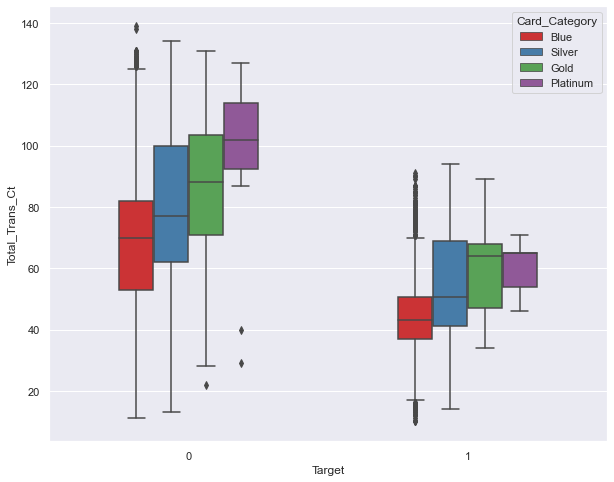 Card_Category
Blue
Silver
Gold
Platinum
Total_Trans_Ct
140
120
100
80
60
40
20
0 1
Target